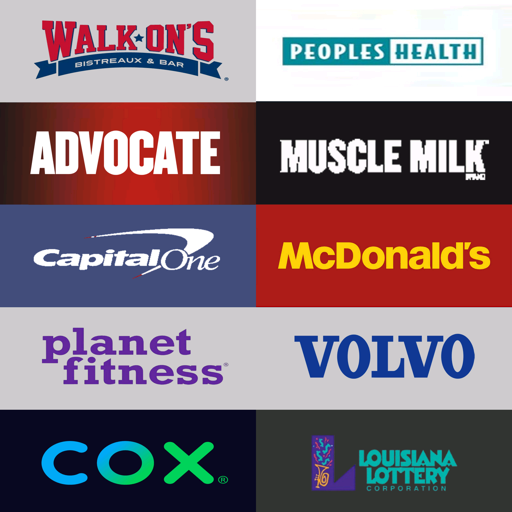 WALK★ON'S
BISTREAUX & BAR
®
PEOPLES HEALTH
ADVOCATE
MUSCLE MILK
Capital One
McDonald's
planet
fitness®
VOLVO
COX®
LOUISIANA
LOTTERY
CORPORATION